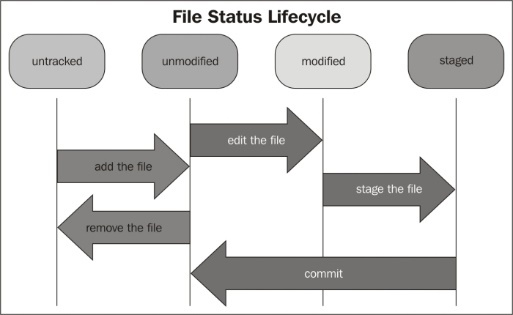 File Status Lifecycle
untracked
unmodified
modified
staged
edit the file
add the file
stage the file
remove the file
commit